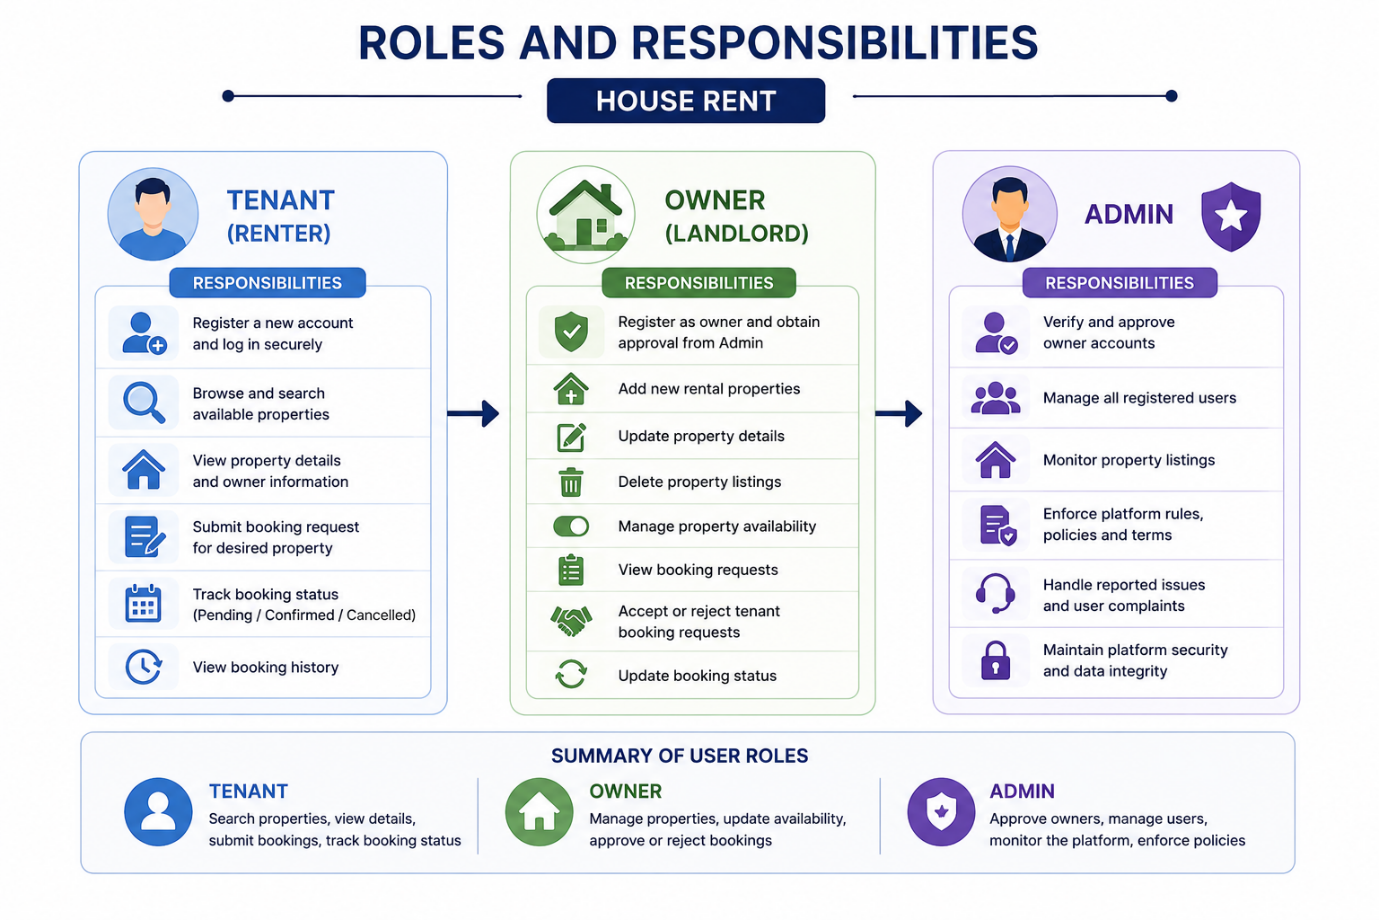 ROLES AND RESPONSIBILITIES
HOUSE RENT
TENANT
(RENTER)
RESPONSIBILITIES
Register a new account
and log in securely
Browse and search
available properties
View property details
and owner information
Submit booking request
for desired property
Track booking status
(Pending / Confirmed / Cancelled)
View booking history
OWNER
(LANDLORD)
RESPONSIBILITIES
Register as owner and obtain
approval from Admin
Add new rental properties
Update property details
Delete property listings
Manage property availability
View booking requests
Accept or reject tenant
booking requests
Update booking status
ADMIN
RESPONSIBILITIES
Verify and approve
owner accounts
Manage all registered users
Monitor property listings
Enforce platform rules,
policies and terms
Handle reported issues
and user complaints
Maintain platform security
and data integrity
SUMMARY OF USER ROLES
TENANT
Search properties, view details,
submit bookings, track booking status
OWNER
Manage properties, update availability,
approve or reject bookings
ADMIN
Approve owners, manage users,
monitor the platform, enforce policies